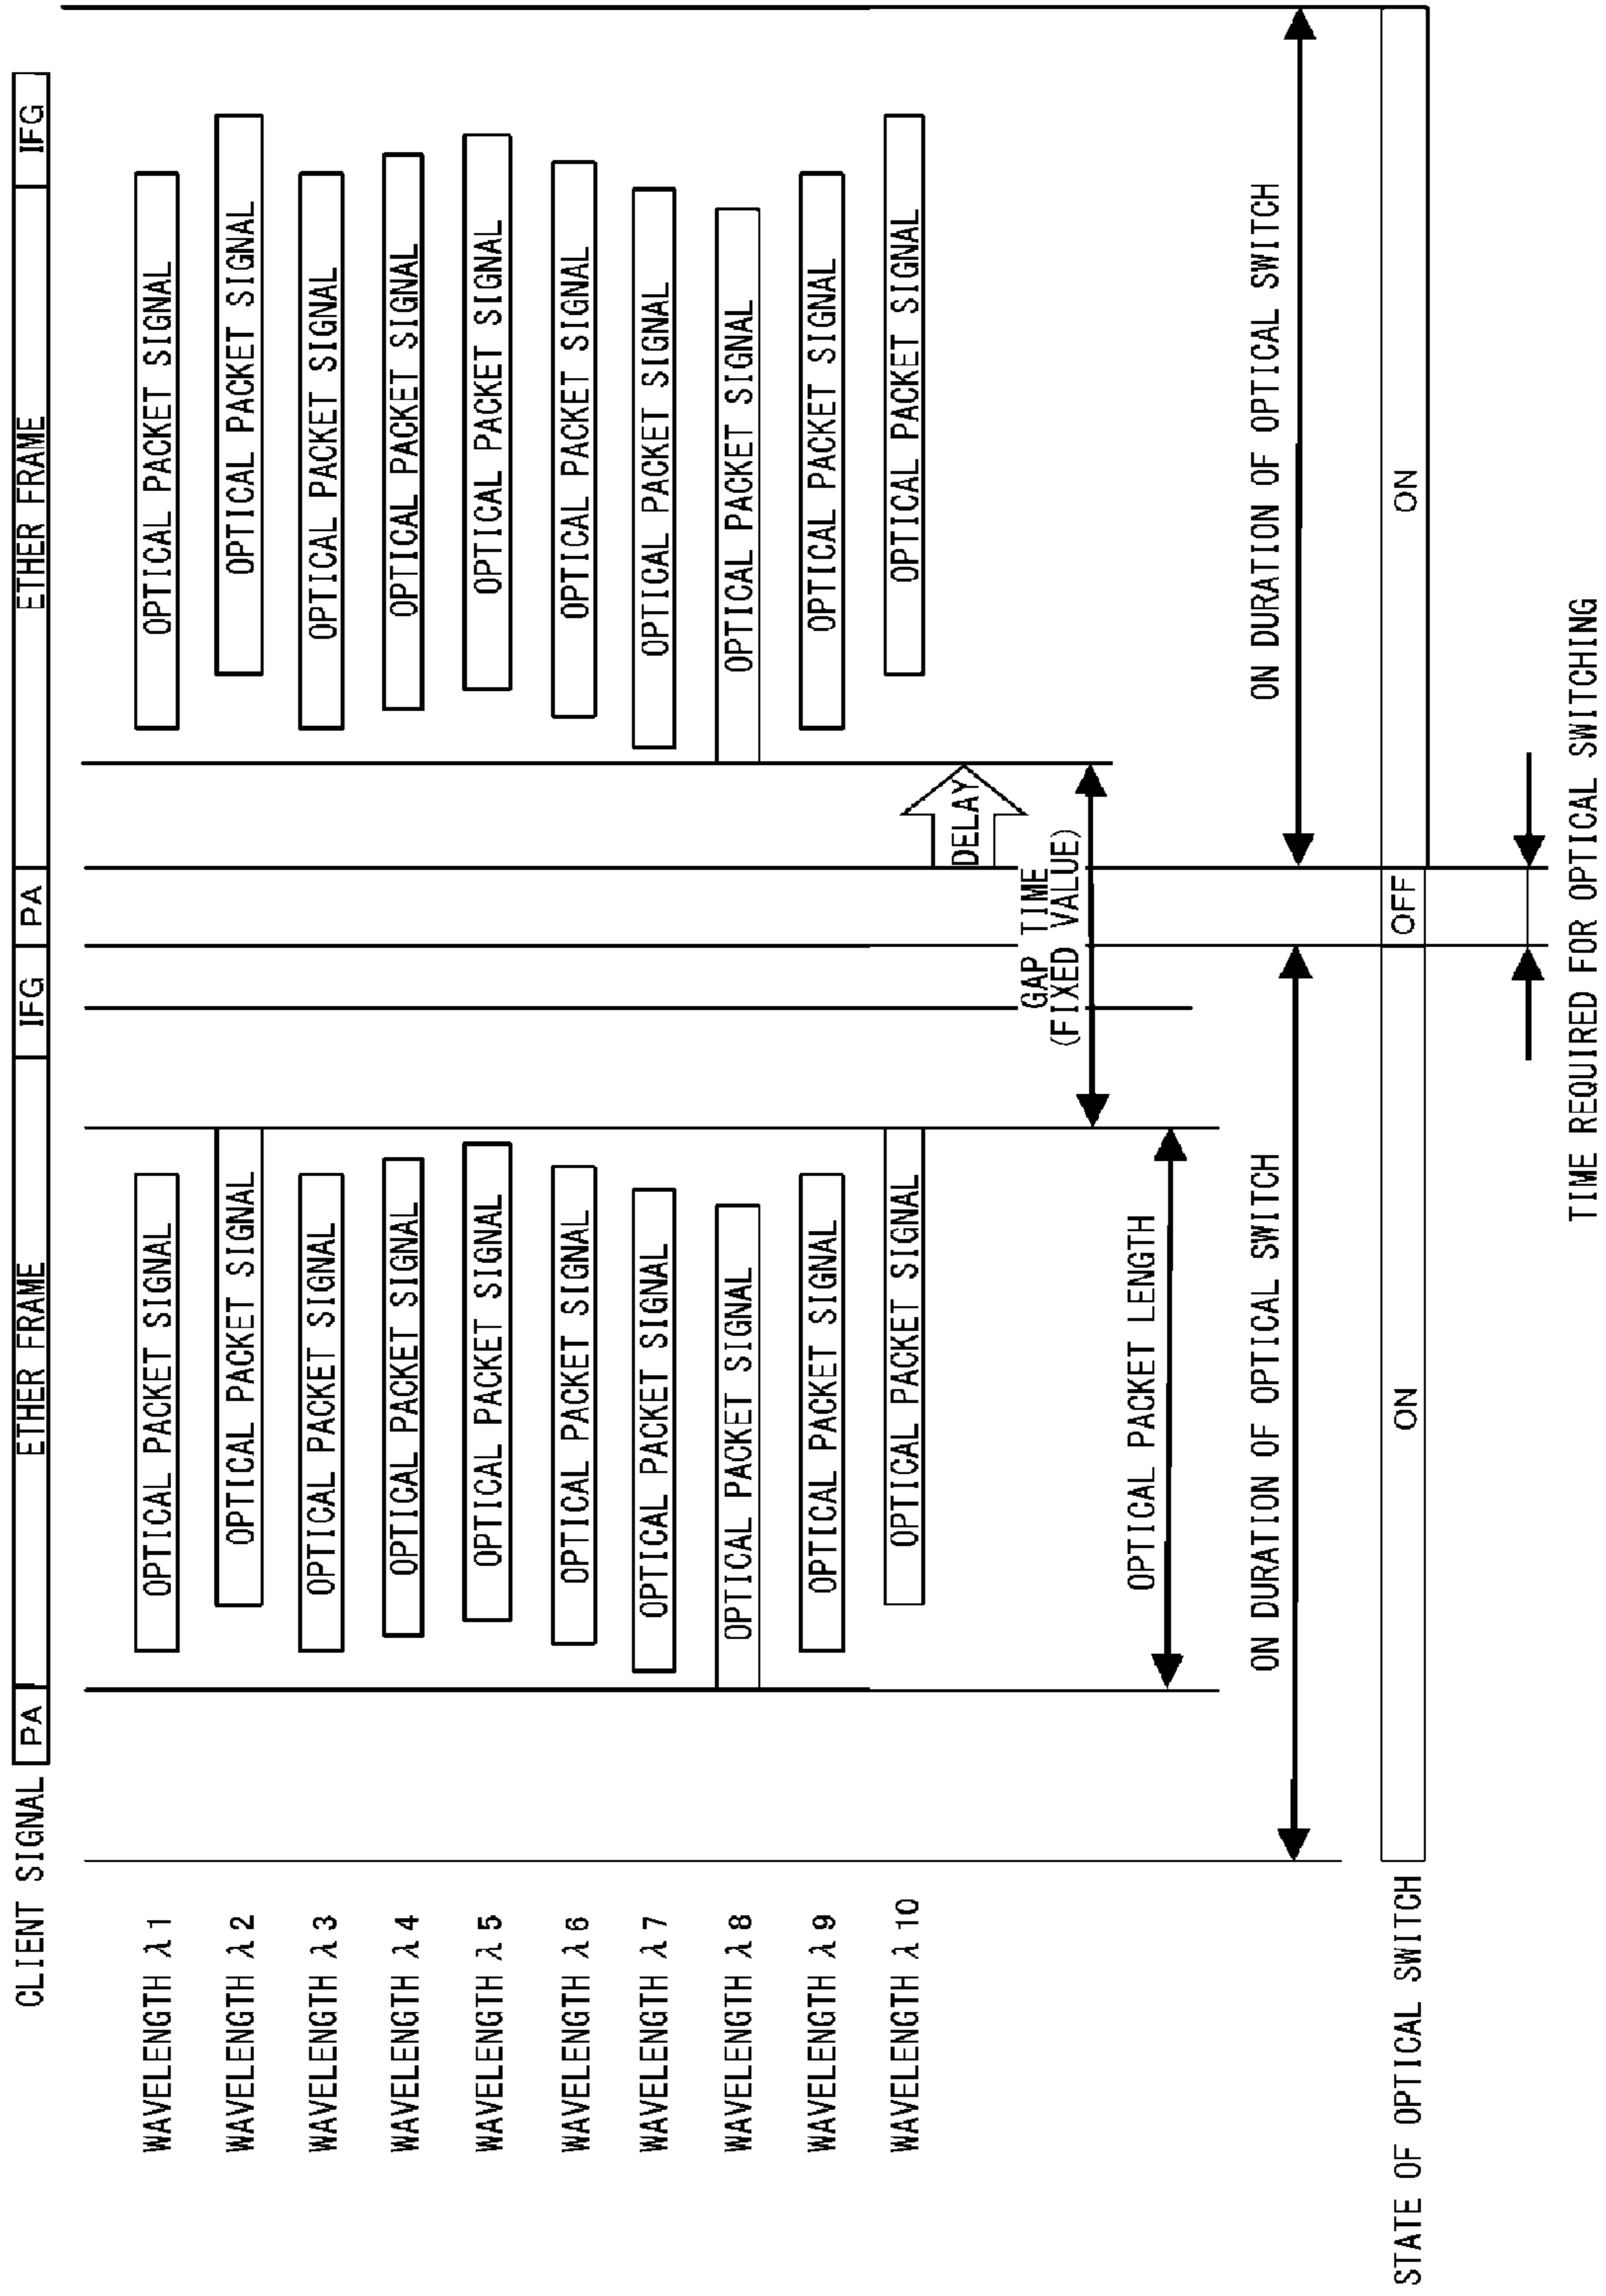 CLIENT SIGNAL
PA
ETHER FRAME
IFG
PA
ETHER FRAME
IFG
WAVELENGTH λ1
OPTICAL PACKET SIGNAL
OPTICAL PACKET SIGNAL
WAVELENGTH λ2
OPTICAL PACKET SIGNAL
OPTICAL PACKET SIGNAL
WAVELENGTH λ3
OPTICAL PACKET SIGNAL
OPTICAL PACKET SIGNAL
WAVELENGTH λ4
OPTICAL PACKET SIGNAL
OPTICAL PACKET SIGNAL
WAVELENGTH λ5
OPTICAL PACKET SIGNAL
OPTICAL PACKET SIGNAL
WAVELENGTH λ6
OPTICAL PACKET SIGNAL
OPTICAL PACKET SIGNAL
WAVELENGTH λ7
OPTICAL PACKET SIGNAL
OPTICAL PACKET SIGNAL
WAVELENGTH λ8
OPTICAL PACKET SIGNAL
OPTICAL PACKET SIGNAL
WAVELENGTH λ9
OPTICAL PACKET SIGNAL
OPTICAL PACKET SIGNAL
WAVELENGTH λ10
OPTICAL PACKET SIGNAL
OPTICAL PACKET SIGNAL
DELAY
GAP TIME
(FIXED VALUE)
OPTICAL PACKET LENGTH
ON DURATION OF OPTICAL SWITCH
ON DURATION OF OPTICAL SWITCH
STATE OF OPTICAL SWITCH
ON
OFF
ON
TIME REQUIRED FOR OPTICAL SWITCHING